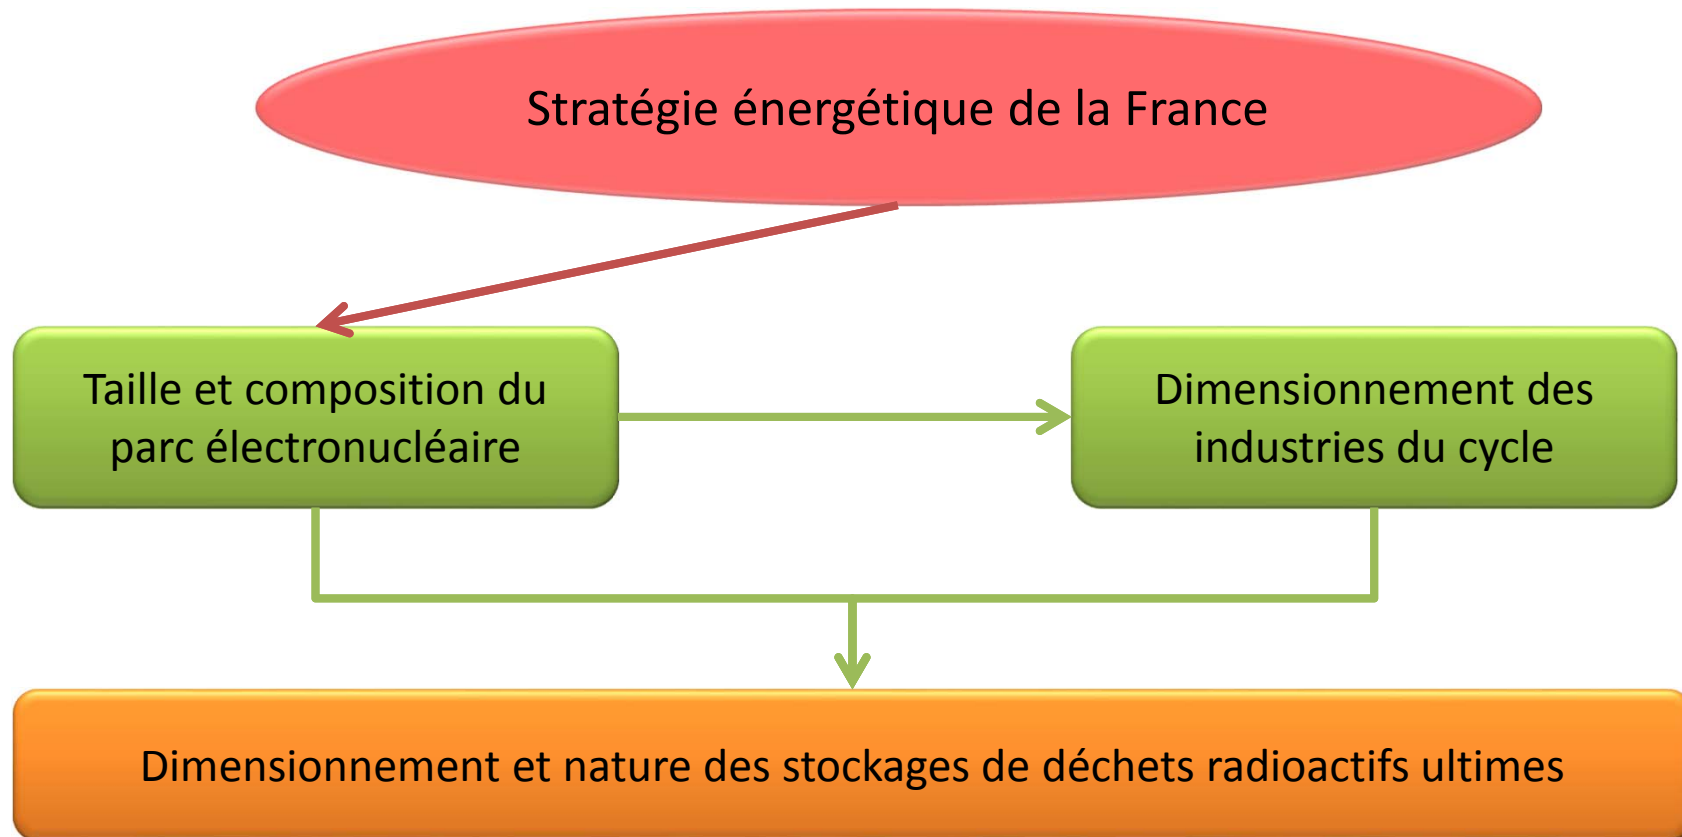 Stratégie énergétique de la France
Taille et composition du
parc électronucléaire
Dimensionnement des
industries du cycle
Dimensionnement et nature des stockages de déchets radioactifs ultimes